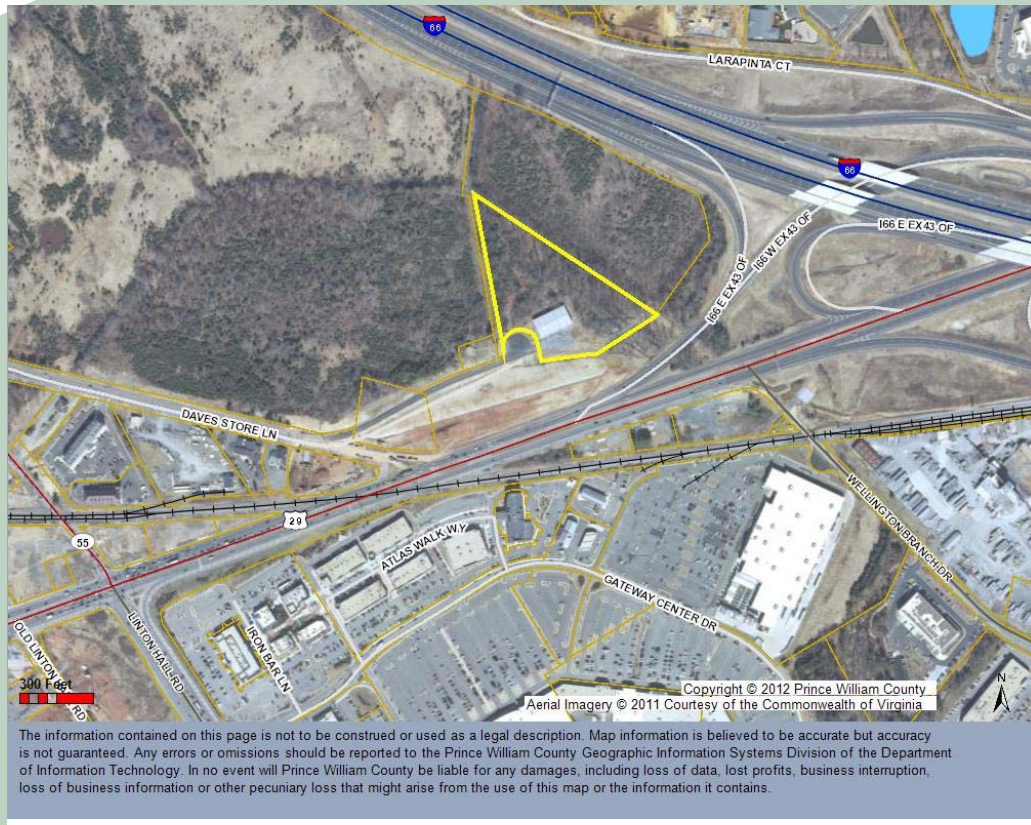 66
LARAPINTA CT
66
I66 E EX43 OF
I66 W EX43 OF
I66 E EX43 OF
DAVES STORE LN
WELLINGTON BRANCH DR
29
55
ATLAS WALK WY
GATEWAY CENTER DR
IRON BAR LN
LINTON HALL RD
OLD LINTON
RD
300 Feet
N
Copyright © 2012 Prince William County
Aerial Imagery © 2011 Courtesy of the Commonwealth of Virginia
The information contained on this page is not to be construed or used as a legal description. Map information is believed to be accurate but accuracy
is not guaranteed. Any errors or omissions should be reported to the Prince William County Geographic Information Systems Division of the Department
of Information Technology. In no event will Prince William County be liable for any damages, including loss of data, lost profits, business interruption,
loss of business information or other pecuniary loss that might arise from the use of this map or the information it contains.